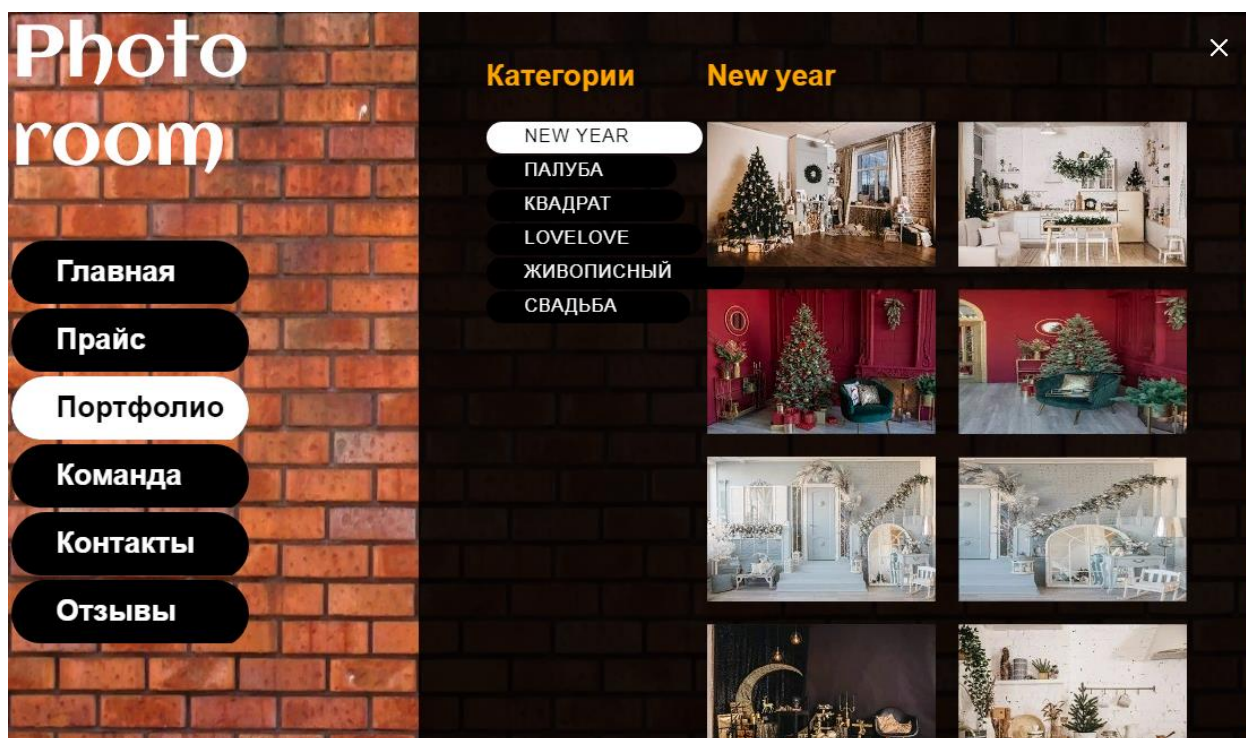 Photo
room
Главная
Прайс
Портфолио
Команда
Контакты
Отзывы
Категории
NEW YEAR
ПАЛУБА
КВАДРАТ
LOVELOVE
ЖИВОПИСНЫЙ
СВАДЬБА
New year